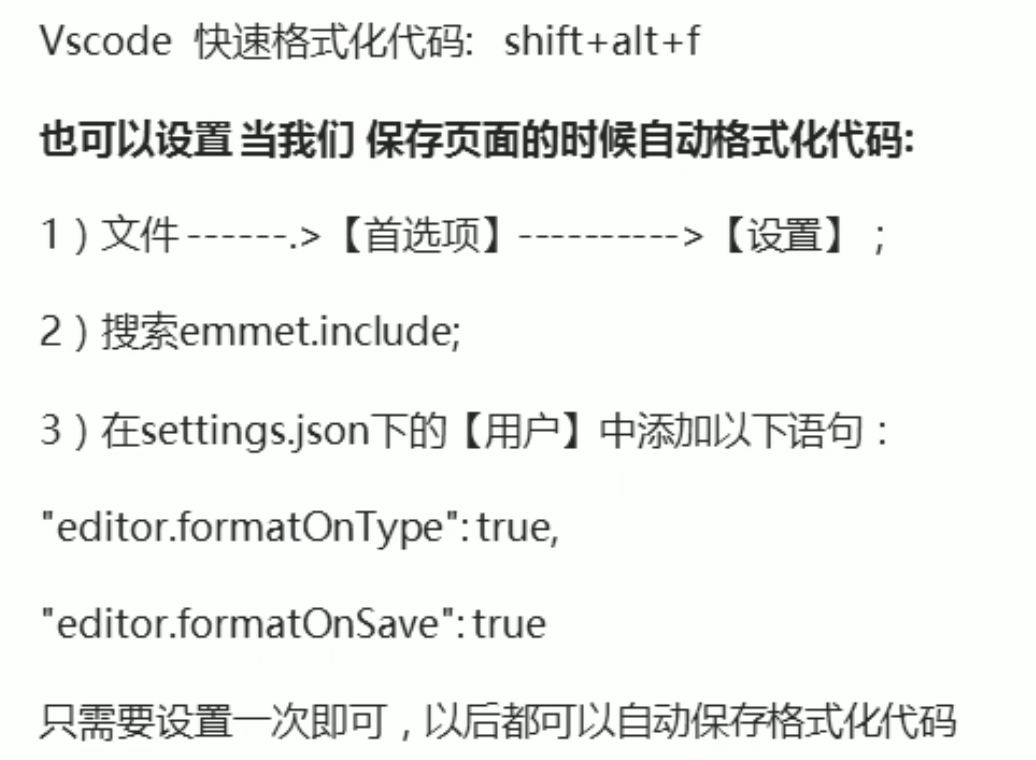 Vscode 快速格式化代码: shift+alt+f
也可以设置 当我们 保存页面的时候自动格式化代码:
1）文件 ------.>【首选项】---------->【设置】；
2）搜索emmet.include;
3）在settings.json下的【用户】中添加以下语句：
"editor.formatOnType": true,
"editor.formatOnSave": true
只需要设置一次即可，以后都可以自动保存格式化代码